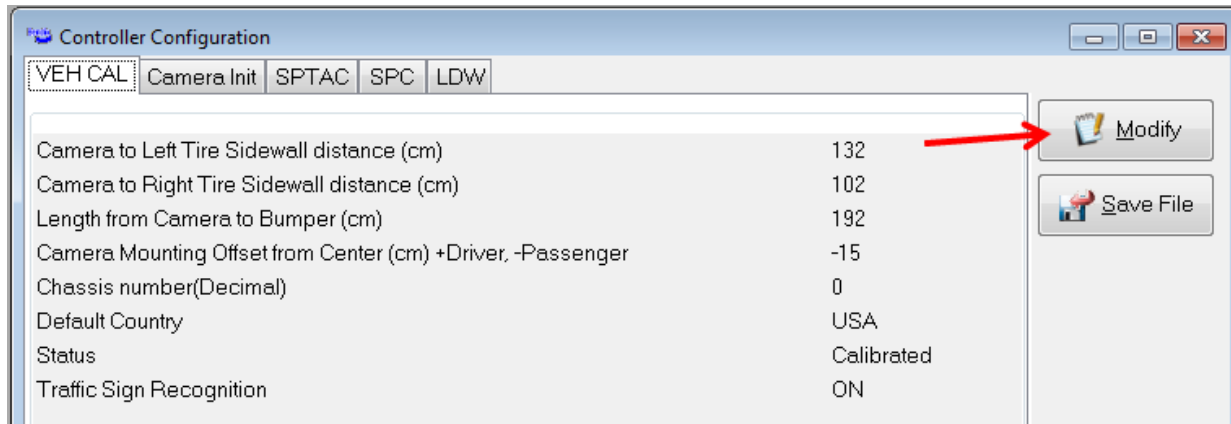 Controller Configuration
VEH CAL Camera Init SPTAC SPC LDW
Modify
Save File
Camera to Left Tire Sidewall distance (cm) 132
Camera to Right Tire Sidewall distance (cm) 102
Length from Camera to Bumper (cm) 192
Camera Mounting Offset from Center (cm) +Driver, -Passenger -15
Chassis number(Decimal) 0
Default Country USA
Status Calibrated
Traffic Sign Recognition ON